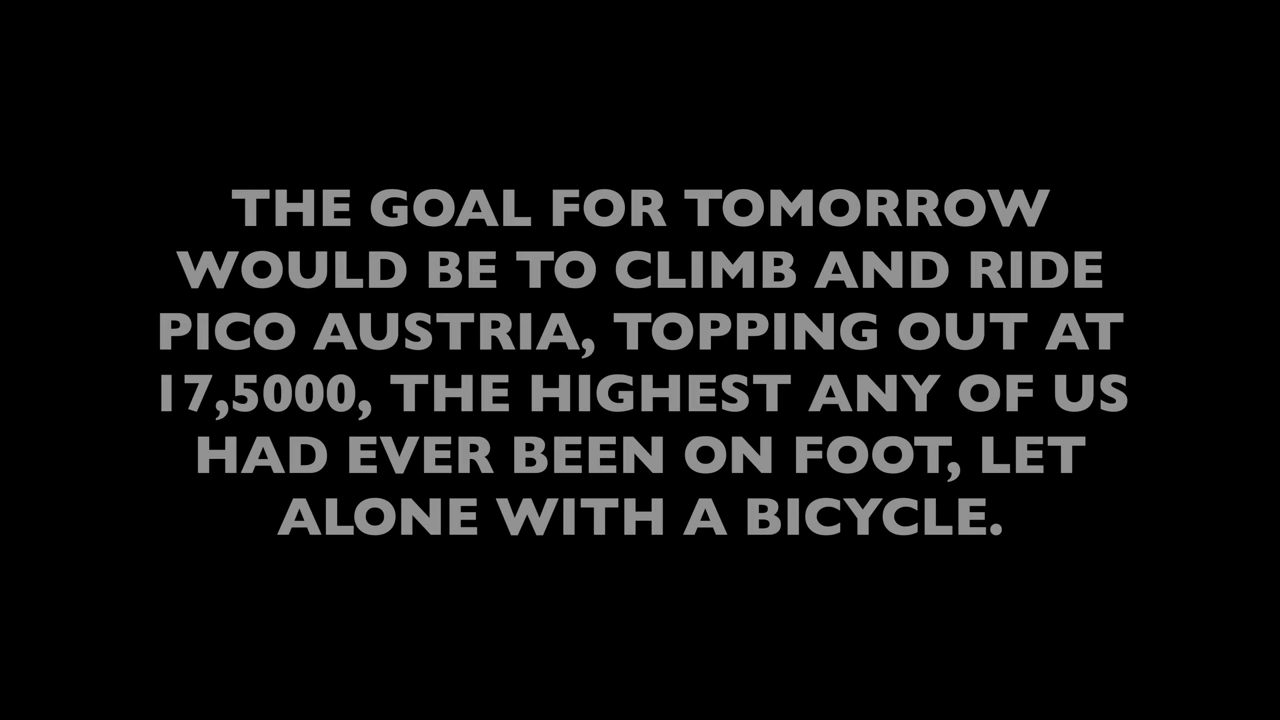 THE GOAL FOR TOMORROW
WOULD BE TO CLIMB AND RIDE
PICO AUSTRIA, TOPPING OUT AT
17,5000, THE HIGHEST ANY OF US
HAD EVER BEEN ON FOOT, LET
ALONE WITH A BICYCLE.